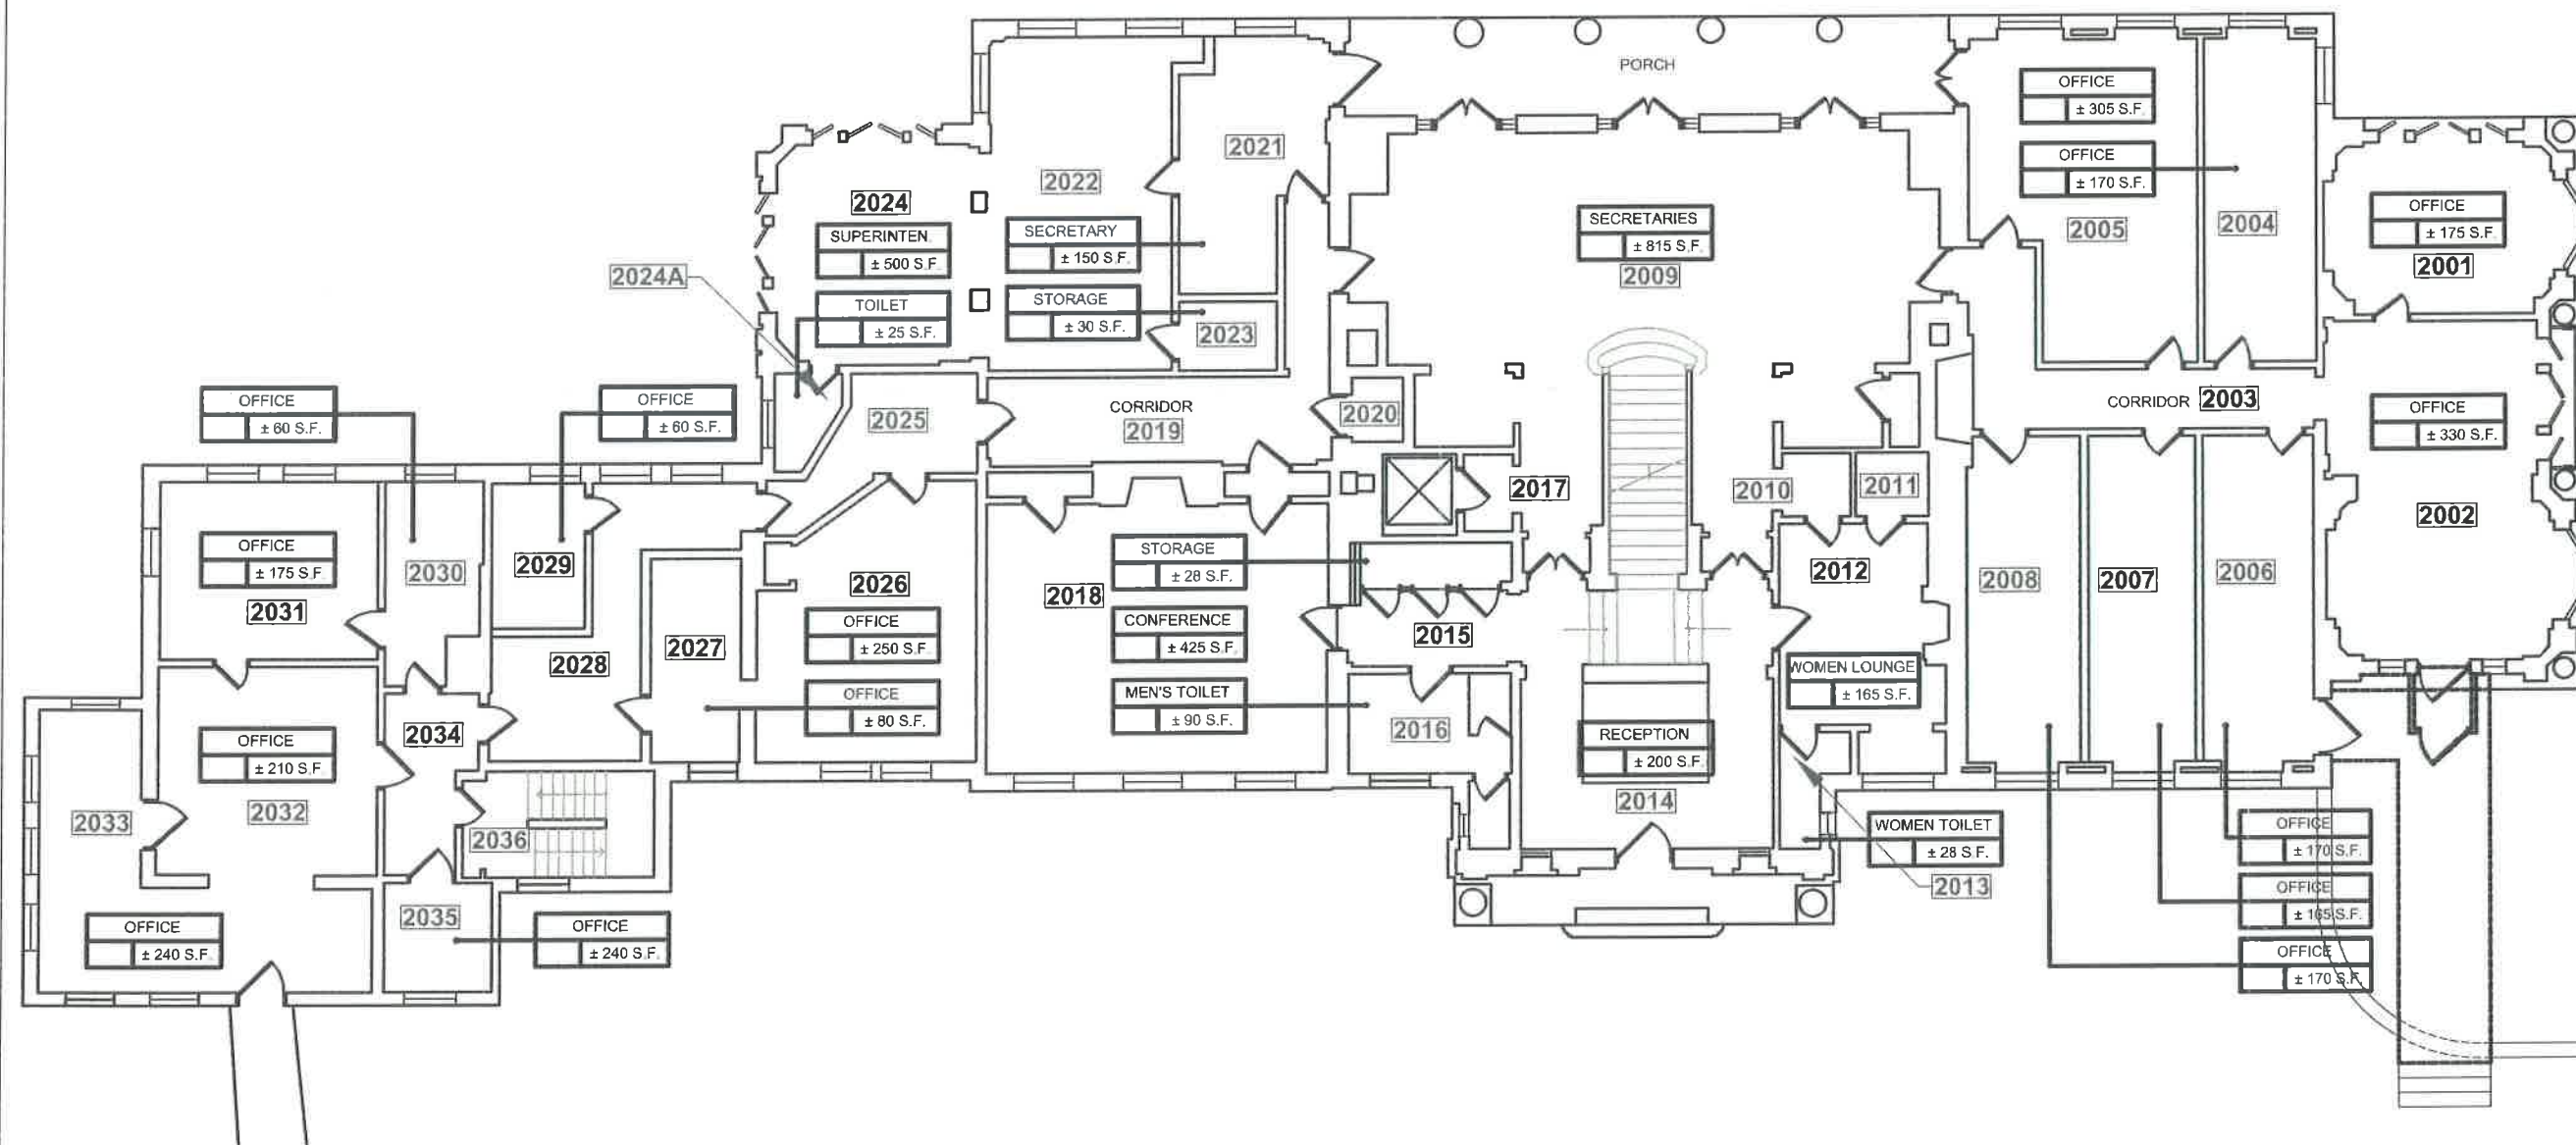 PORCH
OFFICE
± 305 S.F.
OFFICE
± 170 S.F.
2005
2004
OFFICE
± 175 S.F.
2001
2021
2022
2024
SUPERINTEN.
± 500 S.F.
SECRETARY
± 150 S.F.
SECRETARIES
± 815 S.F.
2009
2024A
TOILET
± 25 S.F.
STORAGE
± 30 S.F.
2023
OFFICE
± 60 S.F.
OFFICE
± 60 S.F.
2025
CORRIDOR
2019
2020
CORRIDOR 2003
OFFICE
± 330 S.F.
2017
2010
2011
2002
OFFICE
± 175 S.F.
2031
2030
2029
2026
OFFICE
± 250 S.F.
2018
STORAGE
± 28 S.F.
CONFERENCE
± 425 S.F.
2015
2012
2008
2007
2006
2028
2027
OFFICE
± 80 S.F.
MEN'S TOILET
± 90 S.F.
2016
WOMEN LOUNGE
± 165 S.F.
OFFICE
± 210 S.F.
2034
RECEPTION
± 200 S.F.
2014
2033
2032
2036
WOMEN TOILET
± 28 S.F.
2013
OFFICE
± 170 S.F.
OFFICE
± 165 S.F.
OFFICE
± 170 S.F.
OFFICE
± 240 S.F.
2035
OFFICE
± 240 S.F.